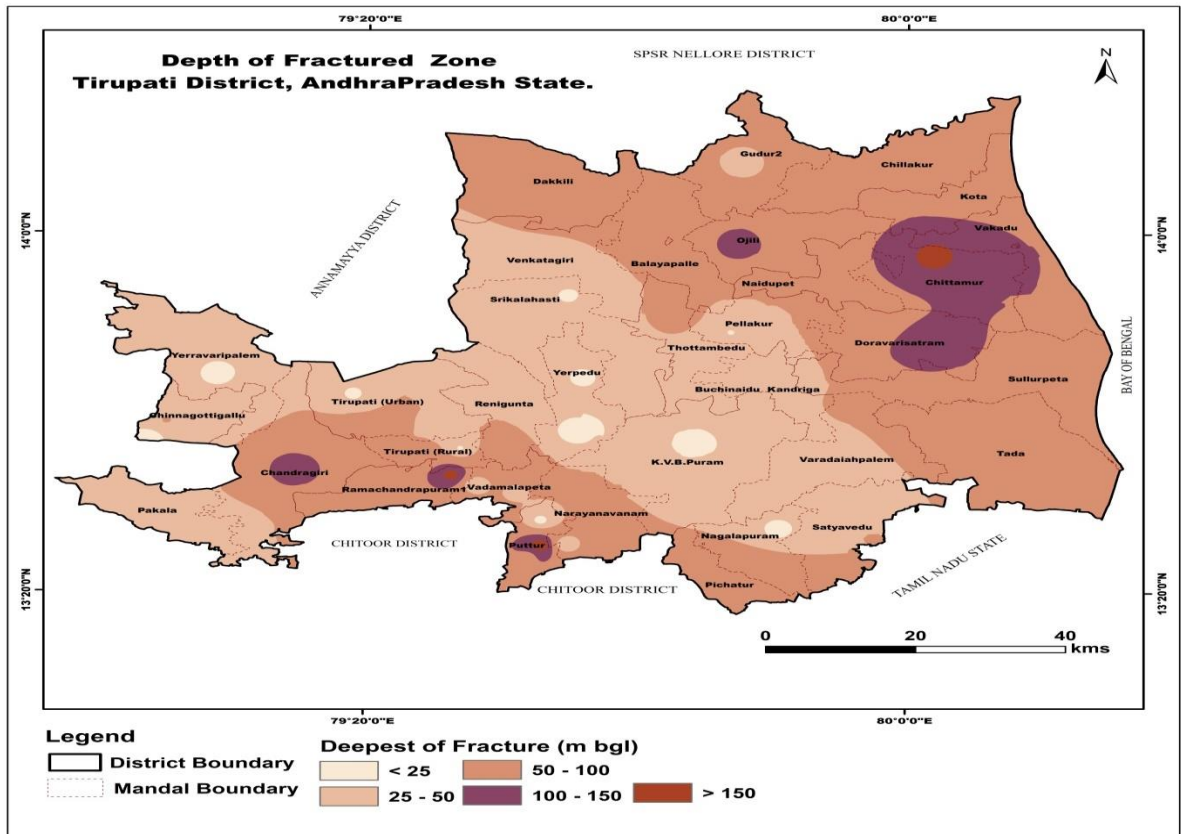 79°20'0"E
80°0'0"E
Depth of Fractured Zone
Tirupati District, AndhraPradesh State.
SPSR NELLORE DISTRICT
N
Gudur2
Chillakur
Dakkili
Kota
14°0'0"N
14°0'0"N
Vakadu
ANNAMAYYA DISTRICT
Ojili
Venkatagiri
Balayapalle
Naidupet
Chittamur
Srikalahasti
Pellakur
BAY OF BENGAL
Thottambedu
Doravarisatram
Yerravaripalem
Yerpedu
Sullurpeta
Buchinaidu Kandriga
Tirupati (Urban)
Renigunta
Chinnagottigallu
Tirupati (Rural)
Tada
K.V.B.Puram
Varadaiahpalem
Chandragiri
Ramachandrapuram1
Vadamalapeta
Pakala
Narayanavanam
Satyavedu
Nagalapuram
CHITOOR DISTRICT
Puttur
TAMIL NADU STATE
Pichatur
CHITOOR DISTRICT
13°20'0"N
13°20'0"N
0 20 40
kms
79°20'0"E
80°0'0"E
Legend
District Boundary
Mandal Boundary
Deepest of Fracture (m bgl)
< 25
50 - 100
25 - 50
100 - 150
> 150